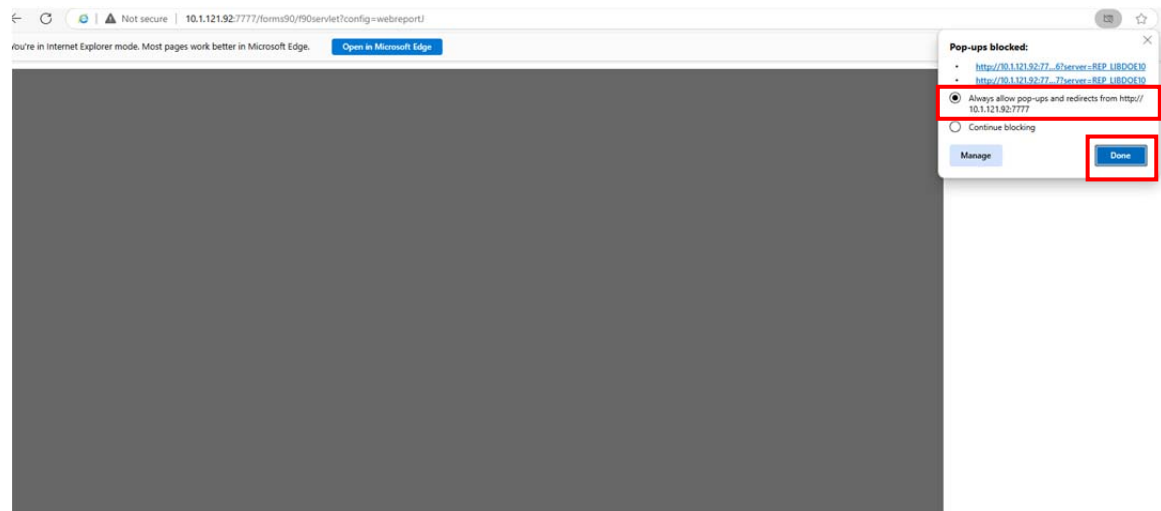 Not secure | 10.1.121.92:7777/forms90/f90servlet?config=webreportJ
You're in Internet Explorer mode. Most pages work better in Microsoft Edge. Open in Microsoft Edge
Pop-ups blocked:
• http://10.1.121.92:77...6?server=REP_LIBDOE10
• http://10.1.121.92:77...7?server=REP_LIBDOE10
Always allow pop-ups and redirects from http://
10.1.121.92:7777
Continue blocking
Manage Done